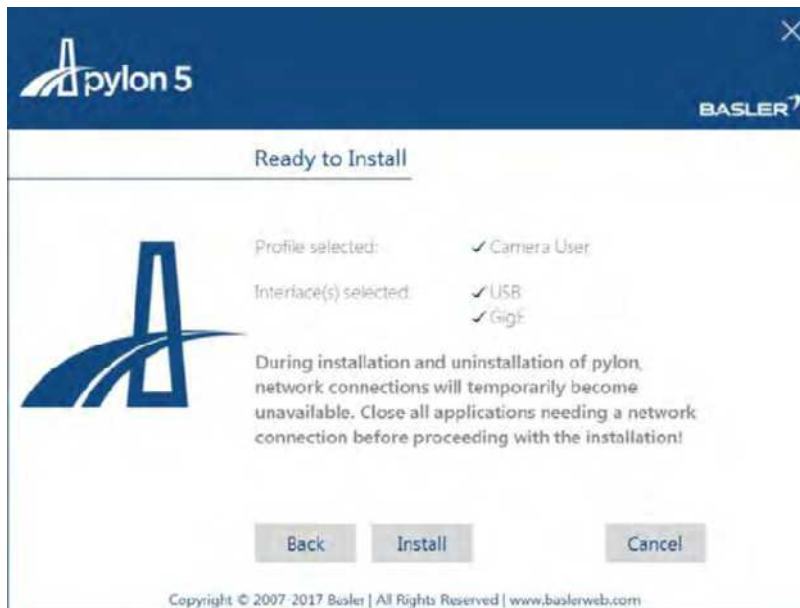 pylon 5
BASLER
Ready to Install
Profile selected: ✓ Camera User
Interface(s) selected: ✓ USB
✓ GigE
During installation and uninstallation of pylon,
network connections will temporarily become
unavailable. Close all applications needing a network
connection before proceeding with the installation!
Back Install Cancel
Copyright © 2007-2017 Basler | All Rights Reserved | www.baslerweb.com